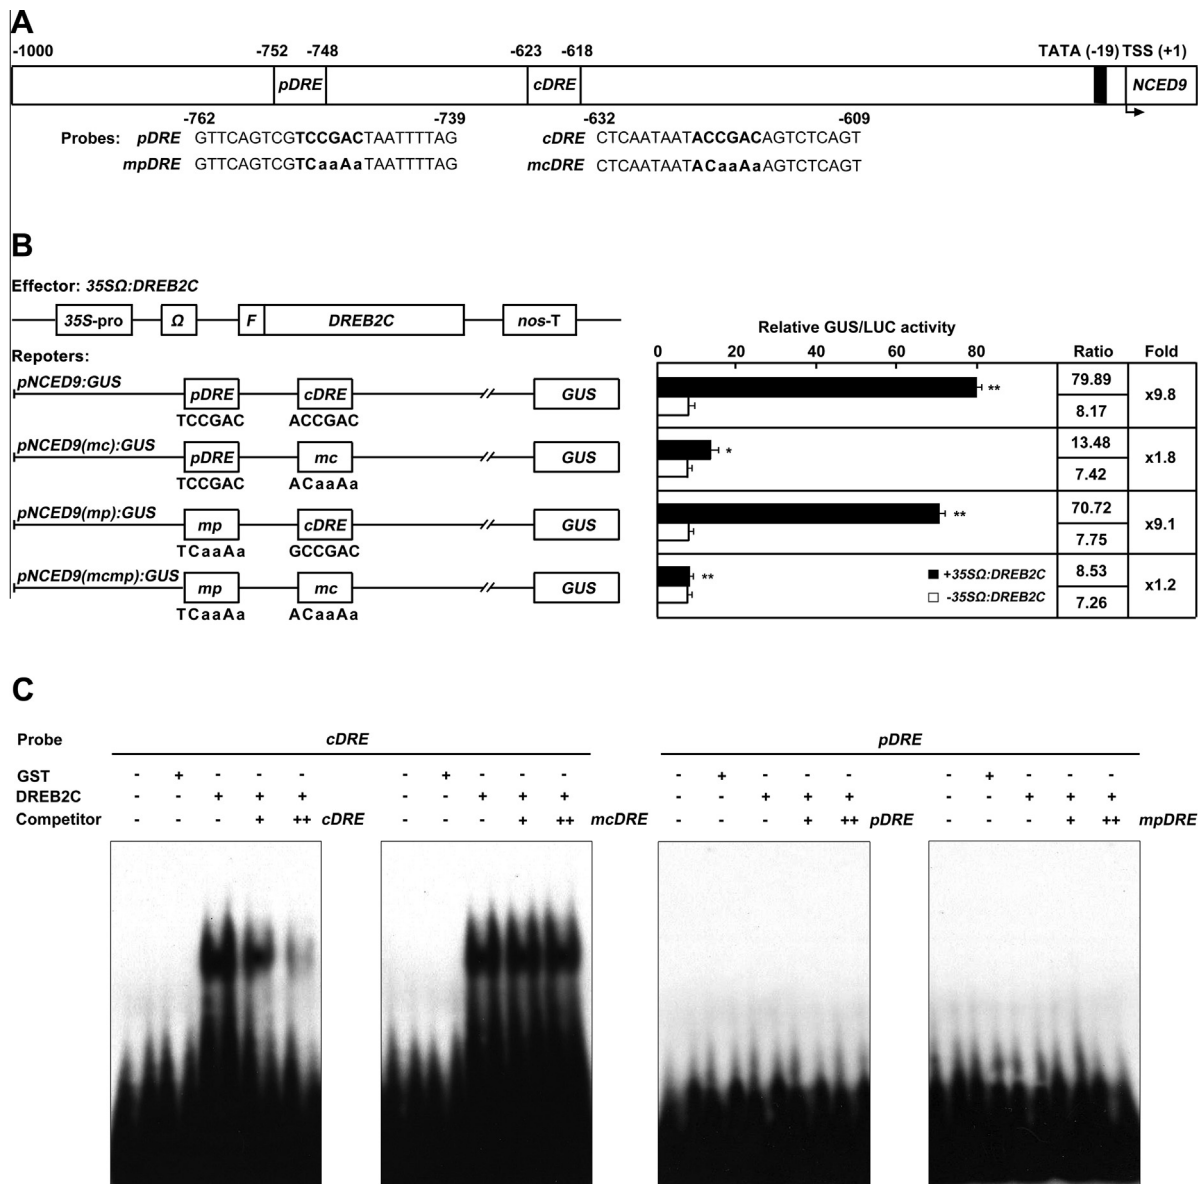 A
-1000 -752 -748 -623 -618 TATA (-19) TSS (+1)
pDRE cDRE NCED9
-762 -739 -632 -609
Probes: pDRE GTTCAGTCGTCCGACTAATTTTAG cDRE CTCAATAATACCGACAGTCTCAGT
mpDRE GTTCAGTCGTCaaAaTAATTTTAG mcDRE CTCAATAATACaaAaAGTCTCAGT
B
Effector: 35SΩ:DREB2C
35S-pro Ω F DREB2C nos-T
Repoters:
pNCED9:GUS
pDRE cDRE GUS
TCCGAC ACCGAC
pNCED9(mc):GUS
pDRE mc GUS
TCCGAC ACaaAa
pNCED9(mp):GUS
mp cDRE GUS
TCaaAa GCCGAC
pNCED9(mcmp):GUS
mp mc GUS
TCaaAa ACaaAa
Relative GUS/LUC activity
0 20 40 60 80 Ratio Fold
** 79.89 x9.8
8.17
* 13.48 x1.8
7.42
** 70.72 x9.1
7.75
** +35SΩ:DREB2C 8.53 x1.2
-35SΩ:DREB2C 7.26
C
Probe cDRE pDRE
GST - + - - - - + - - - - + - - - - + - - -
DREB2C - - + + + - - + + + - - + + + - - + + +
Competitor - - - + ++ cDRE - - - + ++ mcDRE - - - + ++ pDRE - - - + ++ mpDRE